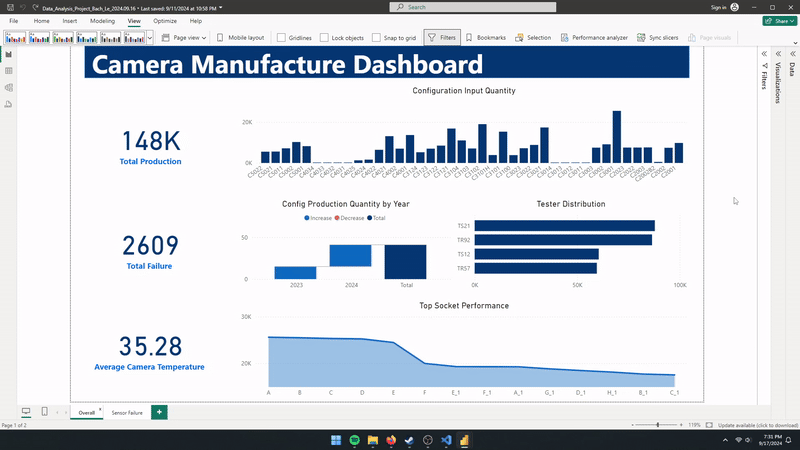 Data_Analysis_Project_Bach_Le_2024.09.16 • Last saved: 9/11/2024 at 10:58 PM
Search
Sign in
File Home Insert Modeling View Optimize Help
Share
Page view Mobile layout Gridlines Lock objects Snap to grid Filters Bookmarks Selection Performance analyzer Sync slicers Page visuals
Camera Manufacture Dashboard
148K
Total Production
2609
Total Failure
35.28
Average Camera Temperature
Configuration Input Quantity
20K
0K
Config Production Quantity by Year
Increase Decrease Total
50
0
2023 2024 Total
Tester Distribution
TS21
TR92
TS12
TR57
0K 50K 100K
Top Socket Performance
30K
20K
A B C D E F E_1 F_1 A_1 G_1 D_1 H_1 B_1 C_1
Filters
Visualizations
Data
Overall Sensor Failure
Page 1 of 2
119%
Update available (click to download)
7:31 PM
9/17/2024